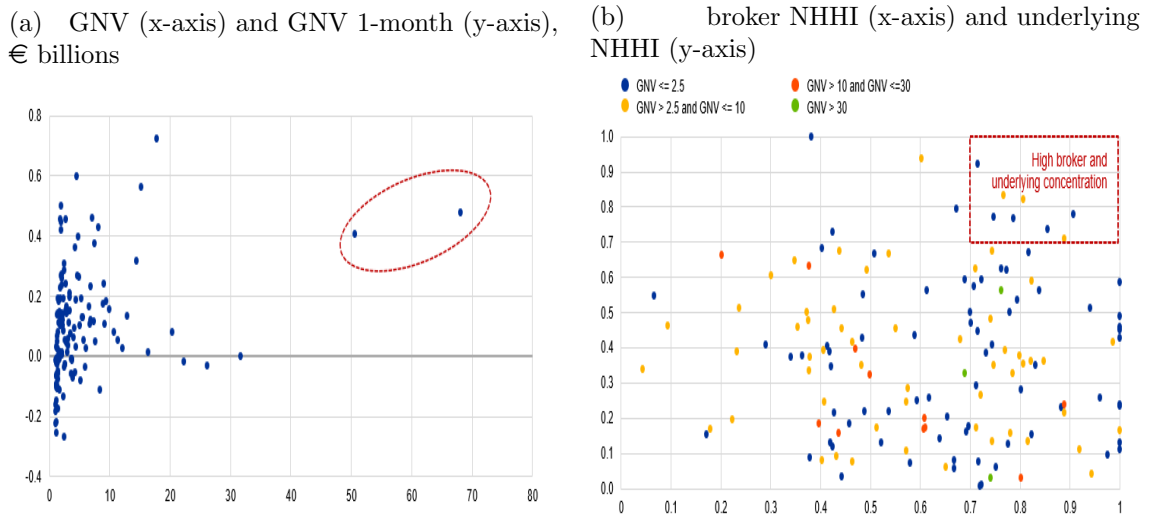 (a) GNV (x-axis) and GNV 1-month (y-axis),
€ billions
0.8
0.6
0.4
0.2
0.0
-0.2
-0.4
0 10 20 30 40 50 60 70 80
(b) broker NHHI (x-axis) and underlying
NHHI (y-axis)
GNV <= 2.5 GNV > 10 and GNV <=30
GNV > 2.5 and GNV <= 10 GNV > 30
1.0
0.9
0.8
0.7
0.6
0.5
0.4
0.3
0.2
0.1
0.0
High broker and
underlying concentration
0 0.1 0.2 0.3 0.4 0.5 0.6 0.7 0.8 0.9 1